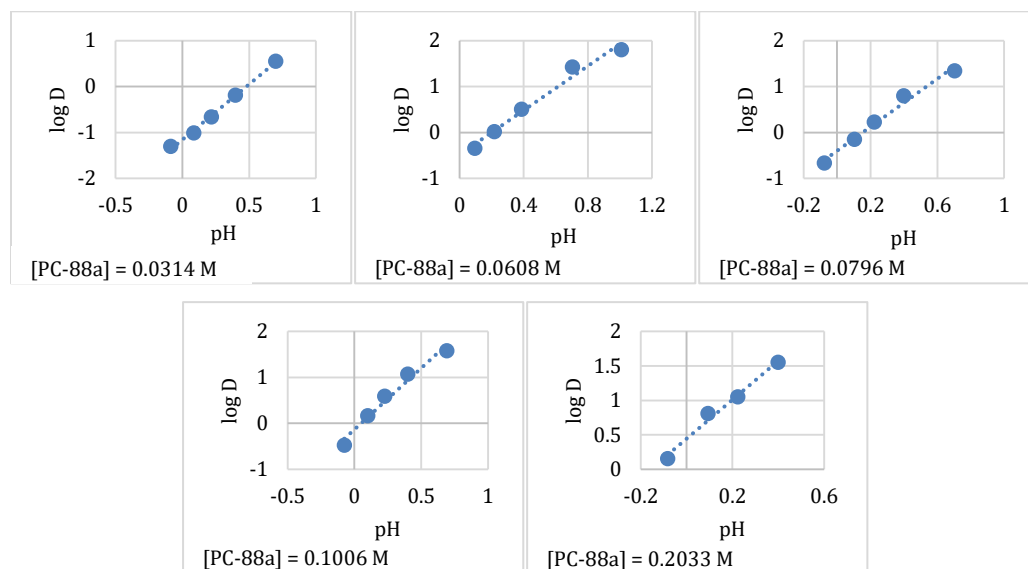 1
0
-1
-2
-0.5
0
0.5
1
log D
pH
[PC-88a] = 0.0314 M
2
1
0
-1
0
0.4
0.8
1.2
log D
pH
[PC-88a] = 0.0608 M
2
1
0
-1
-0.2
0.2
0.6
1
log D
pH
[PC-88a] = 0.0796 M
2
1
0
-1
-0.5
0
0.5
1
log D
pH
[PC-88a] = 0.1006 M
2
1.5
1
0.5
0
-0.2
0.2
0.6
log D
pH
[PC-88a] = 0.2033 M